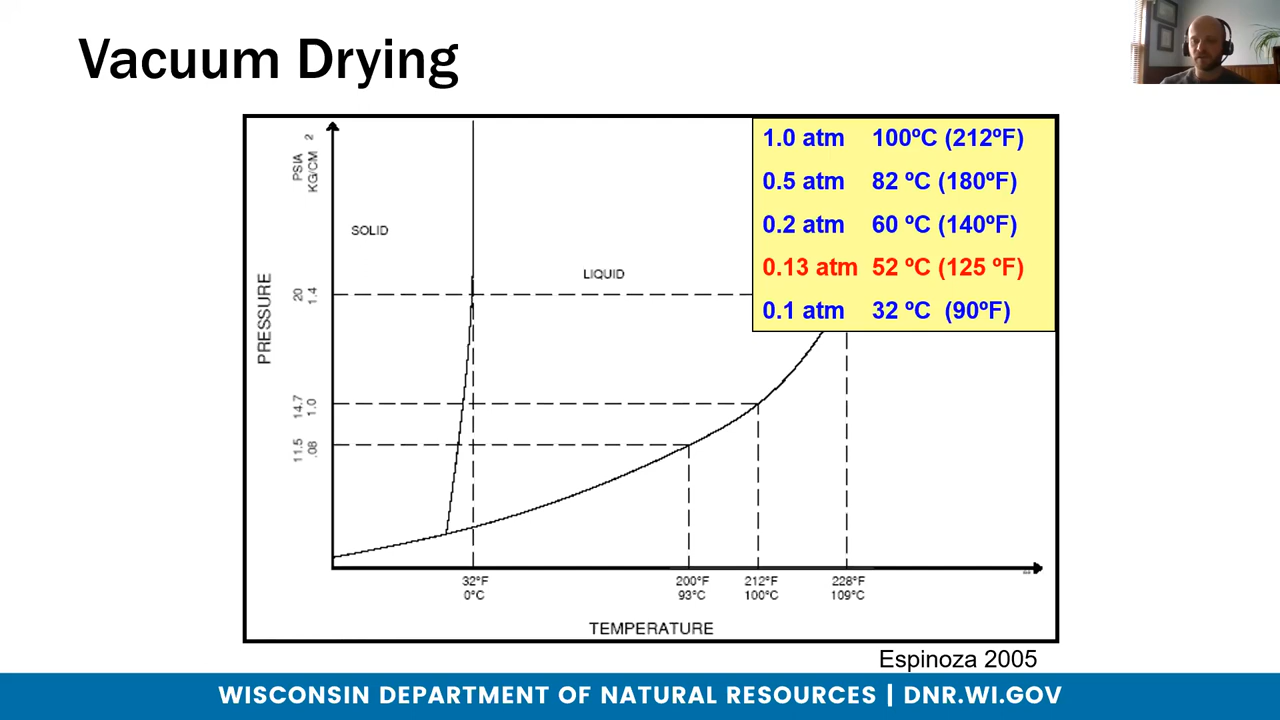 Vacuum Drying
1.0 atm 100ºC (212ºF)
0.5 atm 82 ºC (180ºF)
0.2 atm 60 ºC (140ºF)
0.13 atm 52 ºC (125 ºF)
0.1 atm 32 ºC (90ºF)
PSIA
KG/CM 2
SOLID
LIQUID
PRESSURE
20 1.4
14.7 1.0
11.5 .08
32°F 200°F 212°F 228°F
0°C 93°C 100°C 109°C
TEMPERATURE
Espinoza 2005
WISCONSIN DEPARTMENT OF NATURAL RESOURCES | DNR.WI.GOV